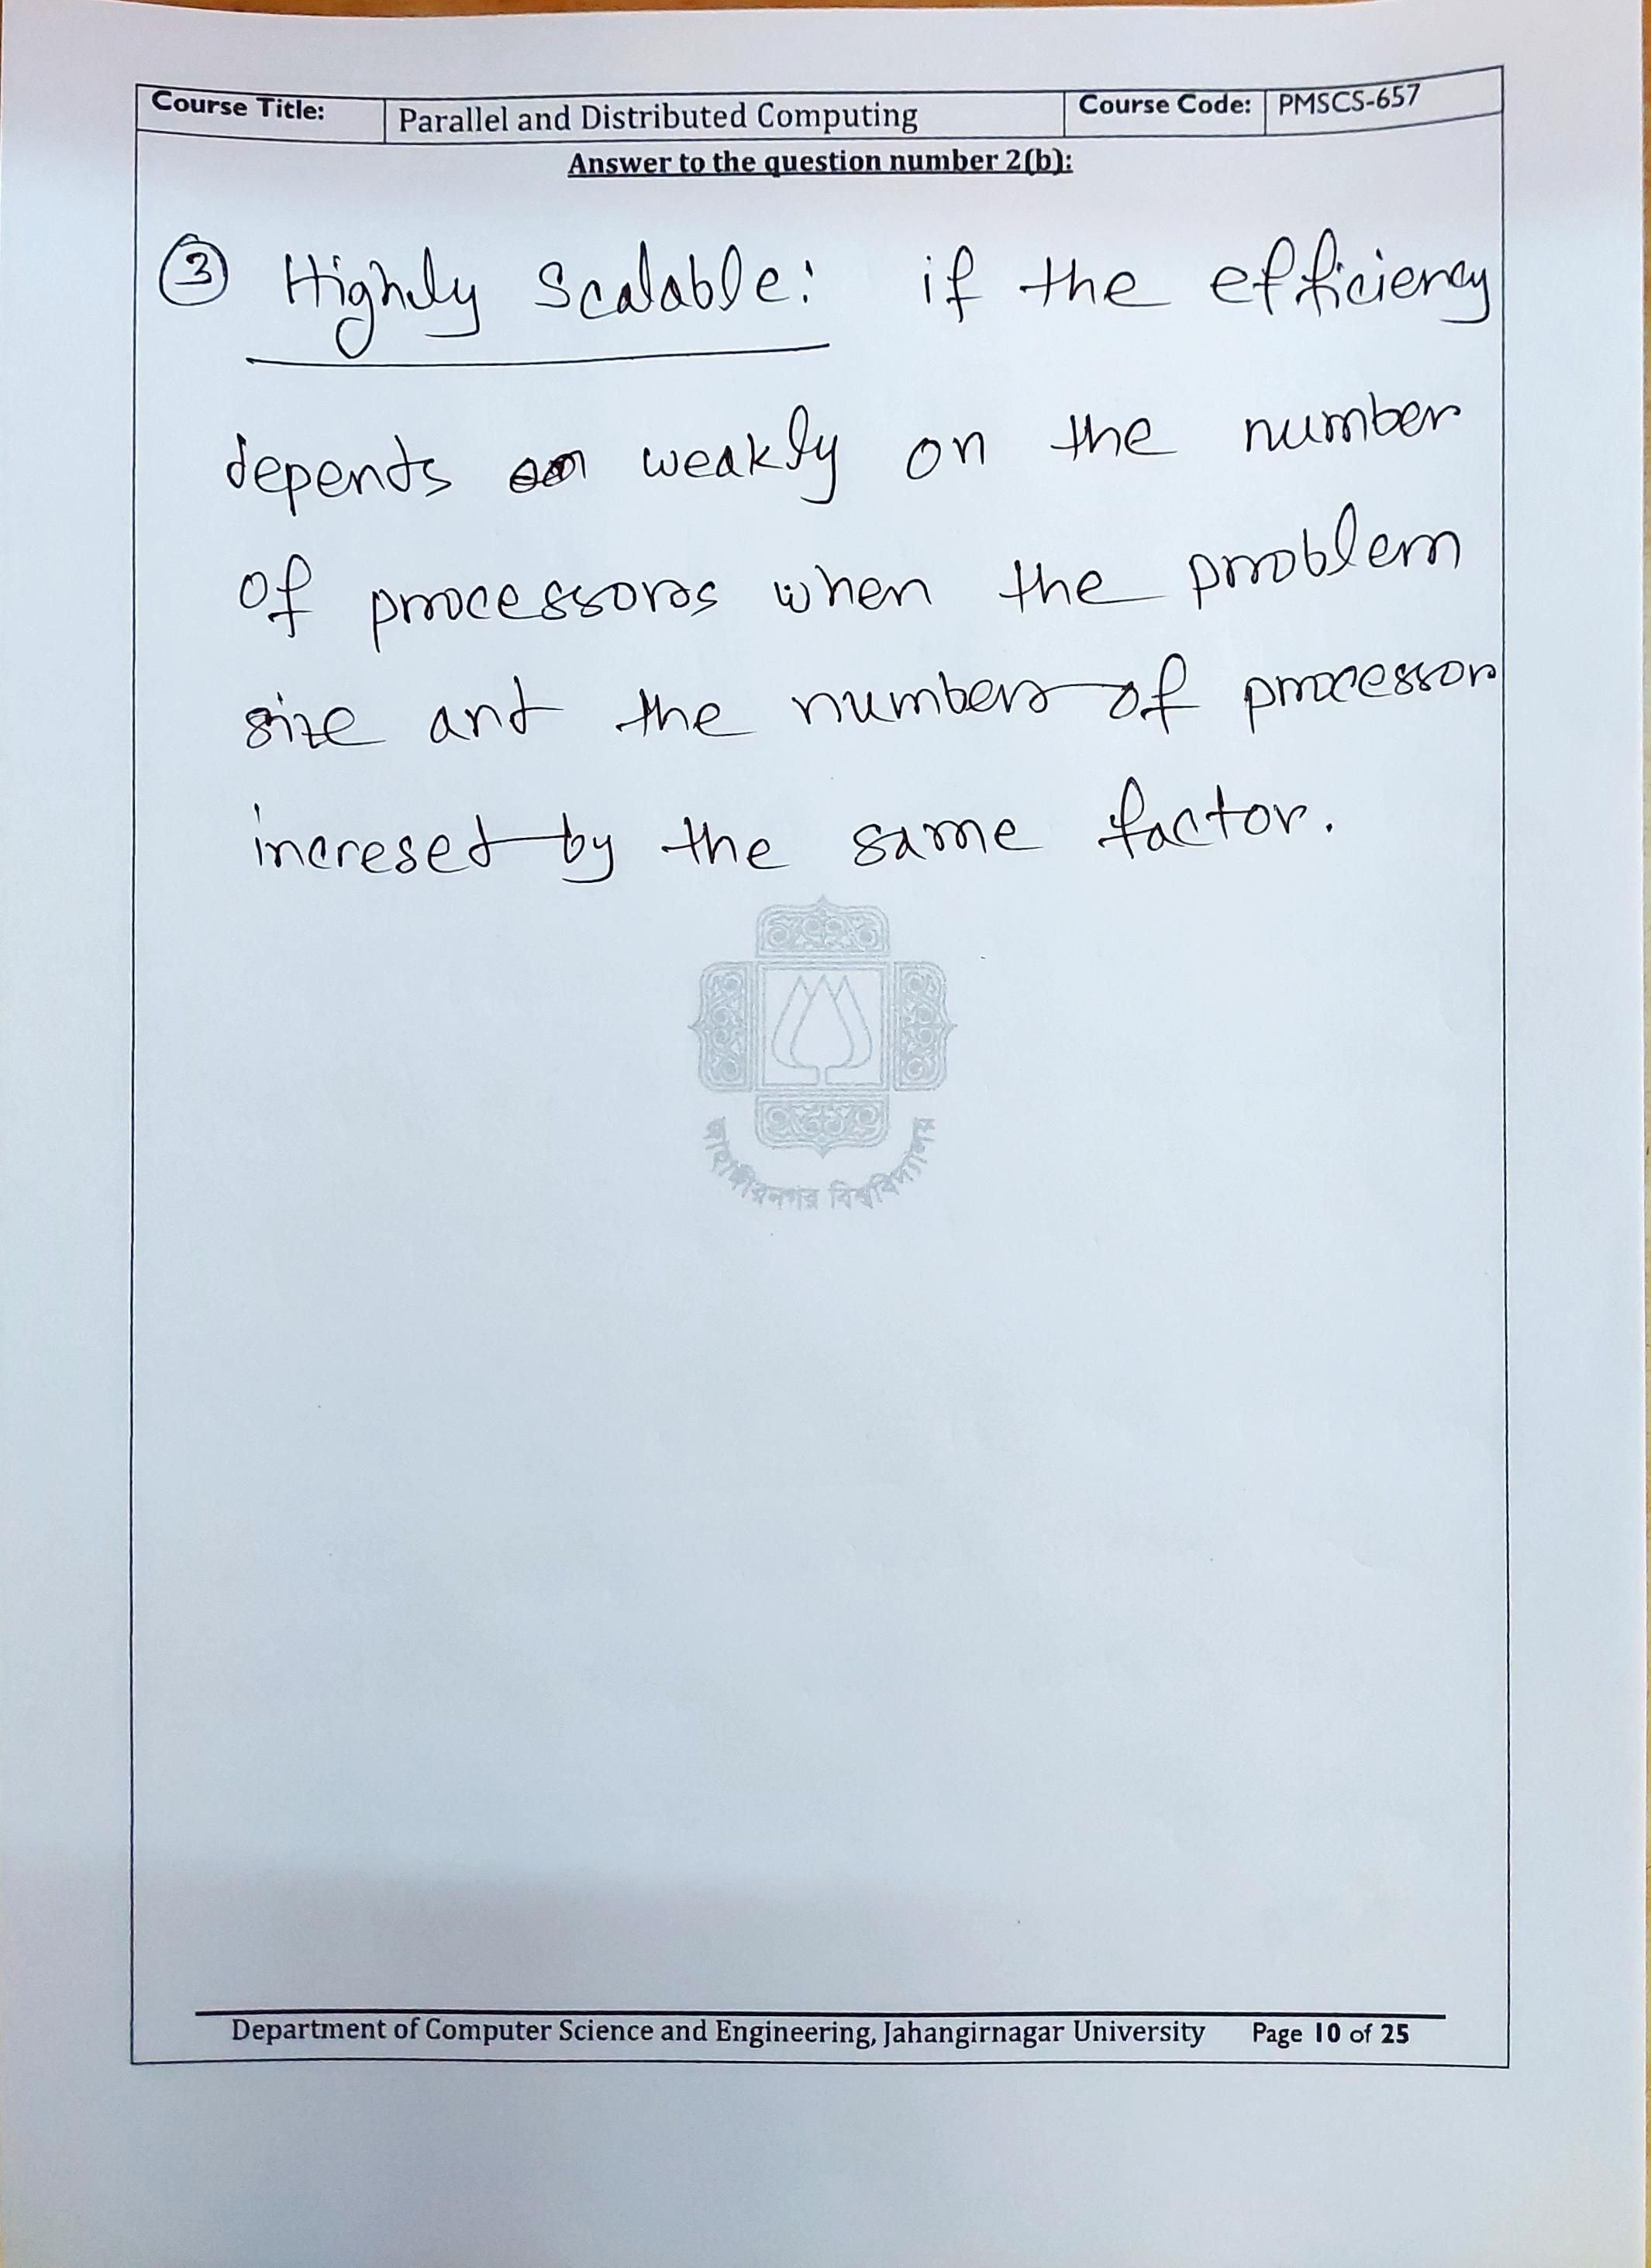 Course Title: Parallel and Distributed Computing Course Code: PMSCS-657
Answer to the question number 2(b):
3 Highly Scalable: if the efficiency
depends weakly on the number
of processors when the problem
size and the number of processor
incresed by the same factor.
জাহাঙ্গীরনগর বিশ্ববিদ্যালয়
Department of Computer Science and Engineering, Jahangirnagar University Page 10 of 25